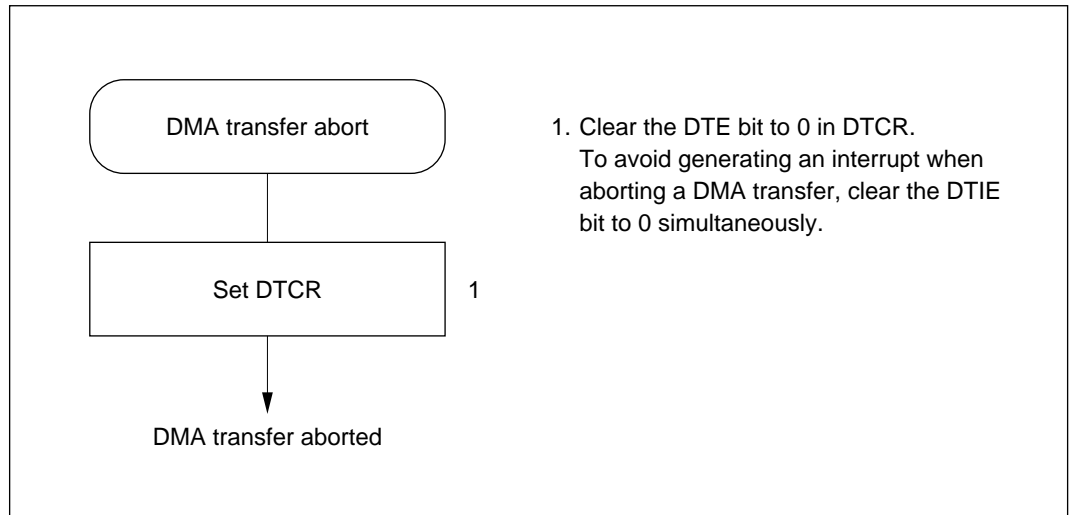 DMA transfer abort
1. Clear the DTE bit to 0 in DTCR.
To avoid generating an interrupt when
aborting a DMA transfer, clear the DTIE
bit to 0 simultaneously.
Set DTCR
1
DMA transfer aborted